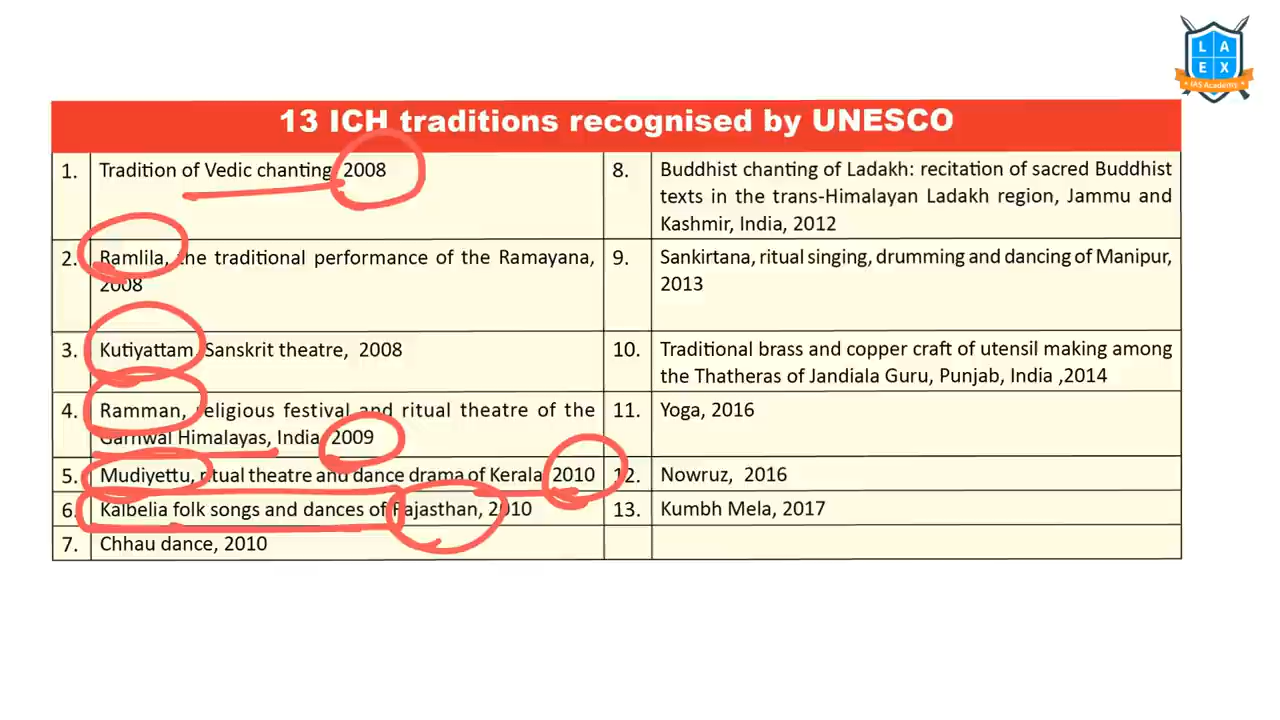 L A
E X
IAS Academy
13 ICH traditions recognised by UNESCO
1. Tradition of Vedic chanting, 2008
2. Ramlila, the traditional performance of the Ramayana,
2008
3. Kutiyattam, Sanskrit theatre, 2008
4. Ramman, religious festival and ritual theatre of the
Garhwal Himalayas, India, 2009
5. Mudiyettu, ritual theatre and dance drama of Kerala, 2010
6. Kalbelia folk songs and dances of Rajasthan, 2010
7. Chhau dance, 2010
8. Buddhist chanting of Ladakh: recitation of sacred Buddhist
texts in the trans-Himalayan Ladakh region, Jammu and
Kashmir, India, 2012
9. Sankirtana, ritual singing, drumming and dancing of Manipur,
2013
10. Traditional brass and copper craft of utensil making among
the Thatheras of Jandiala Guru, Punjab, India ,2014
11. Yoga, 2016
12. Nowruz, 2016
13. Kumbh Mela, 2017